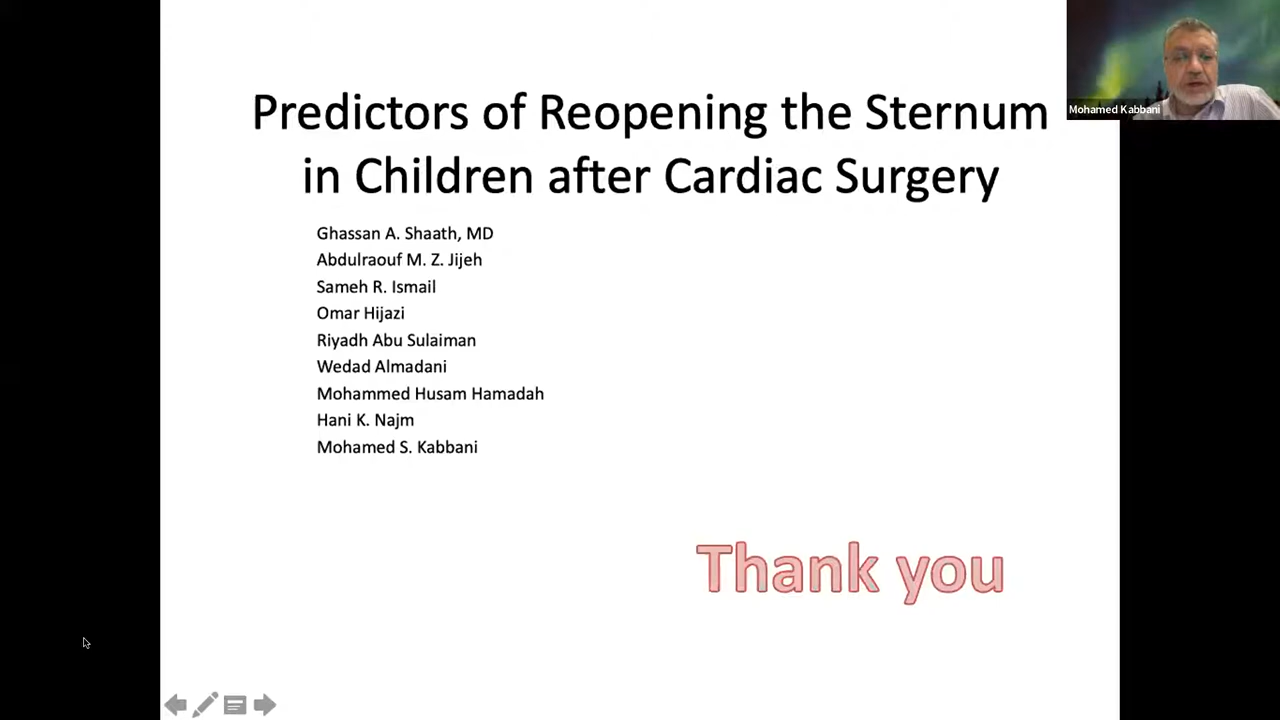 Predictors of Reopening the Sternum
in Children after Cardiac Surgery
Ghassan A. Shaath, MD
Abdulraouf M. Z. Jijeh
Sameh R. Ismail
Omar Hijazi
Riyadh Abu Sulaiman
Wedad Almadani
Mohammed Husam Hamadah
Hani K. Najm
Mohamed S. Kabbani
Thank you
Mohamed Kabbani